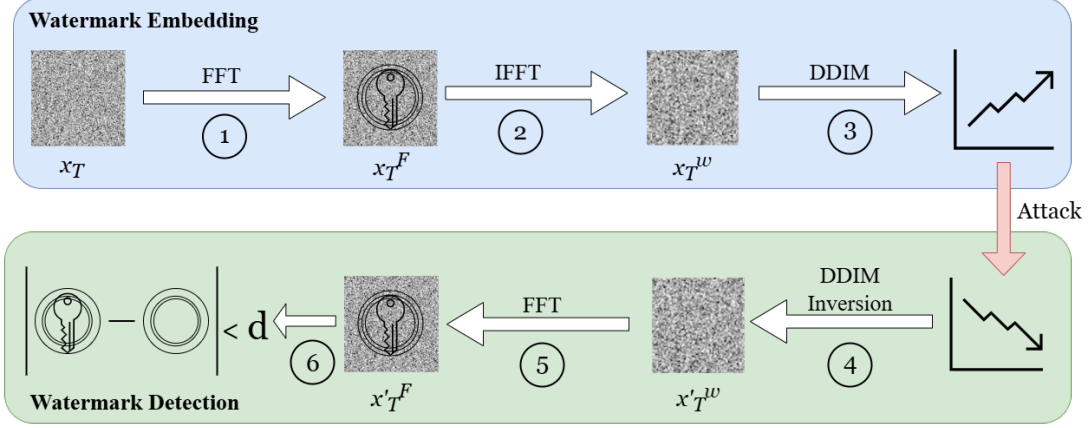 Watermark Embedding
FFT
IFFT
DDIM
1
2
3
x_T
x_T^F
x_T^w
Attack
DDIM
Inversion
FFT
< d
6
5
4
x'_T^F
x'_T^w
Watermark Detection